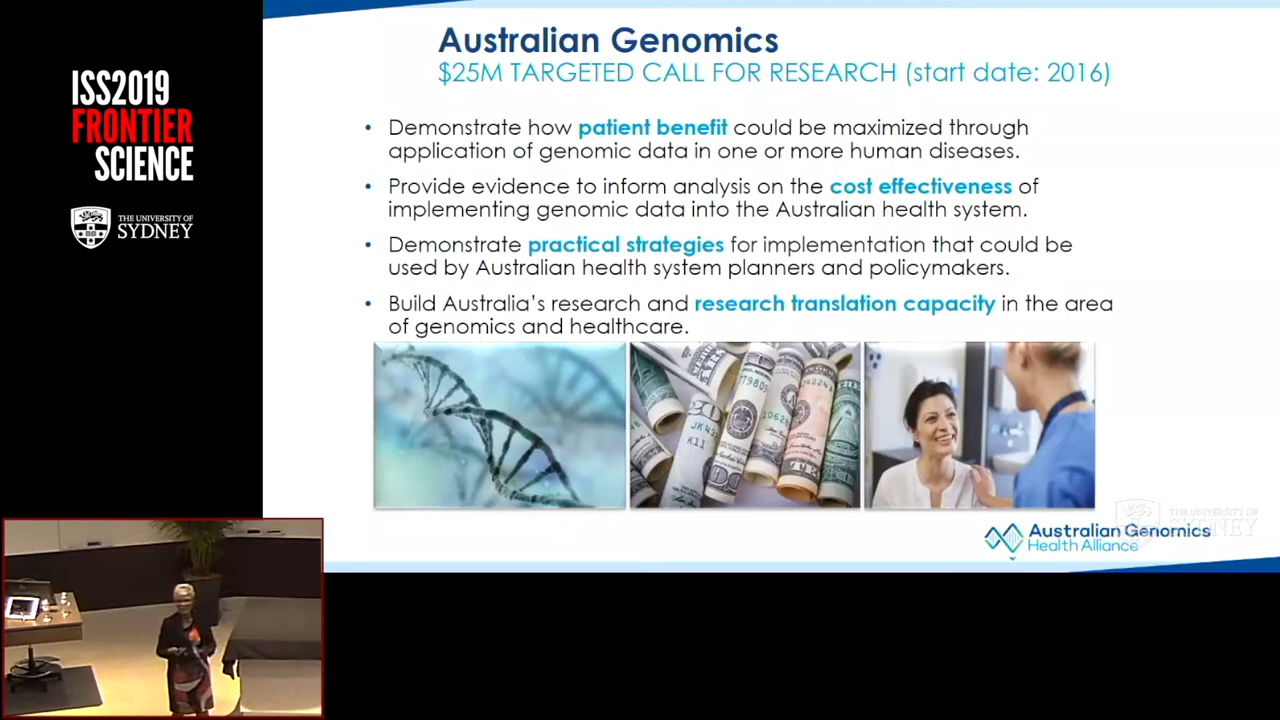 ISS2019
FRONTIER
SCIENCE
THE UNIVERSITY OF
SYDNEY
Australian Genomics
$25M TARGETED CALL FOR RESEARCH (start date: 2016)
• Demonstrate how patient benefit could be maximized through
application of genomic data in one or more human diseases.
• Provide evidence to inform analysis on the cost effectiveness of
implementing genomic data into the Australian health system.
• Demonstrate practical strategies for implementation that could be
used by Australian health system planners and policymakers.
• Build Australia's research and research translation capacity in the area
of genomics and healthcare.
Australian Genomics
Health Alliance
THE UNIVERSITY OF
SYDNEY